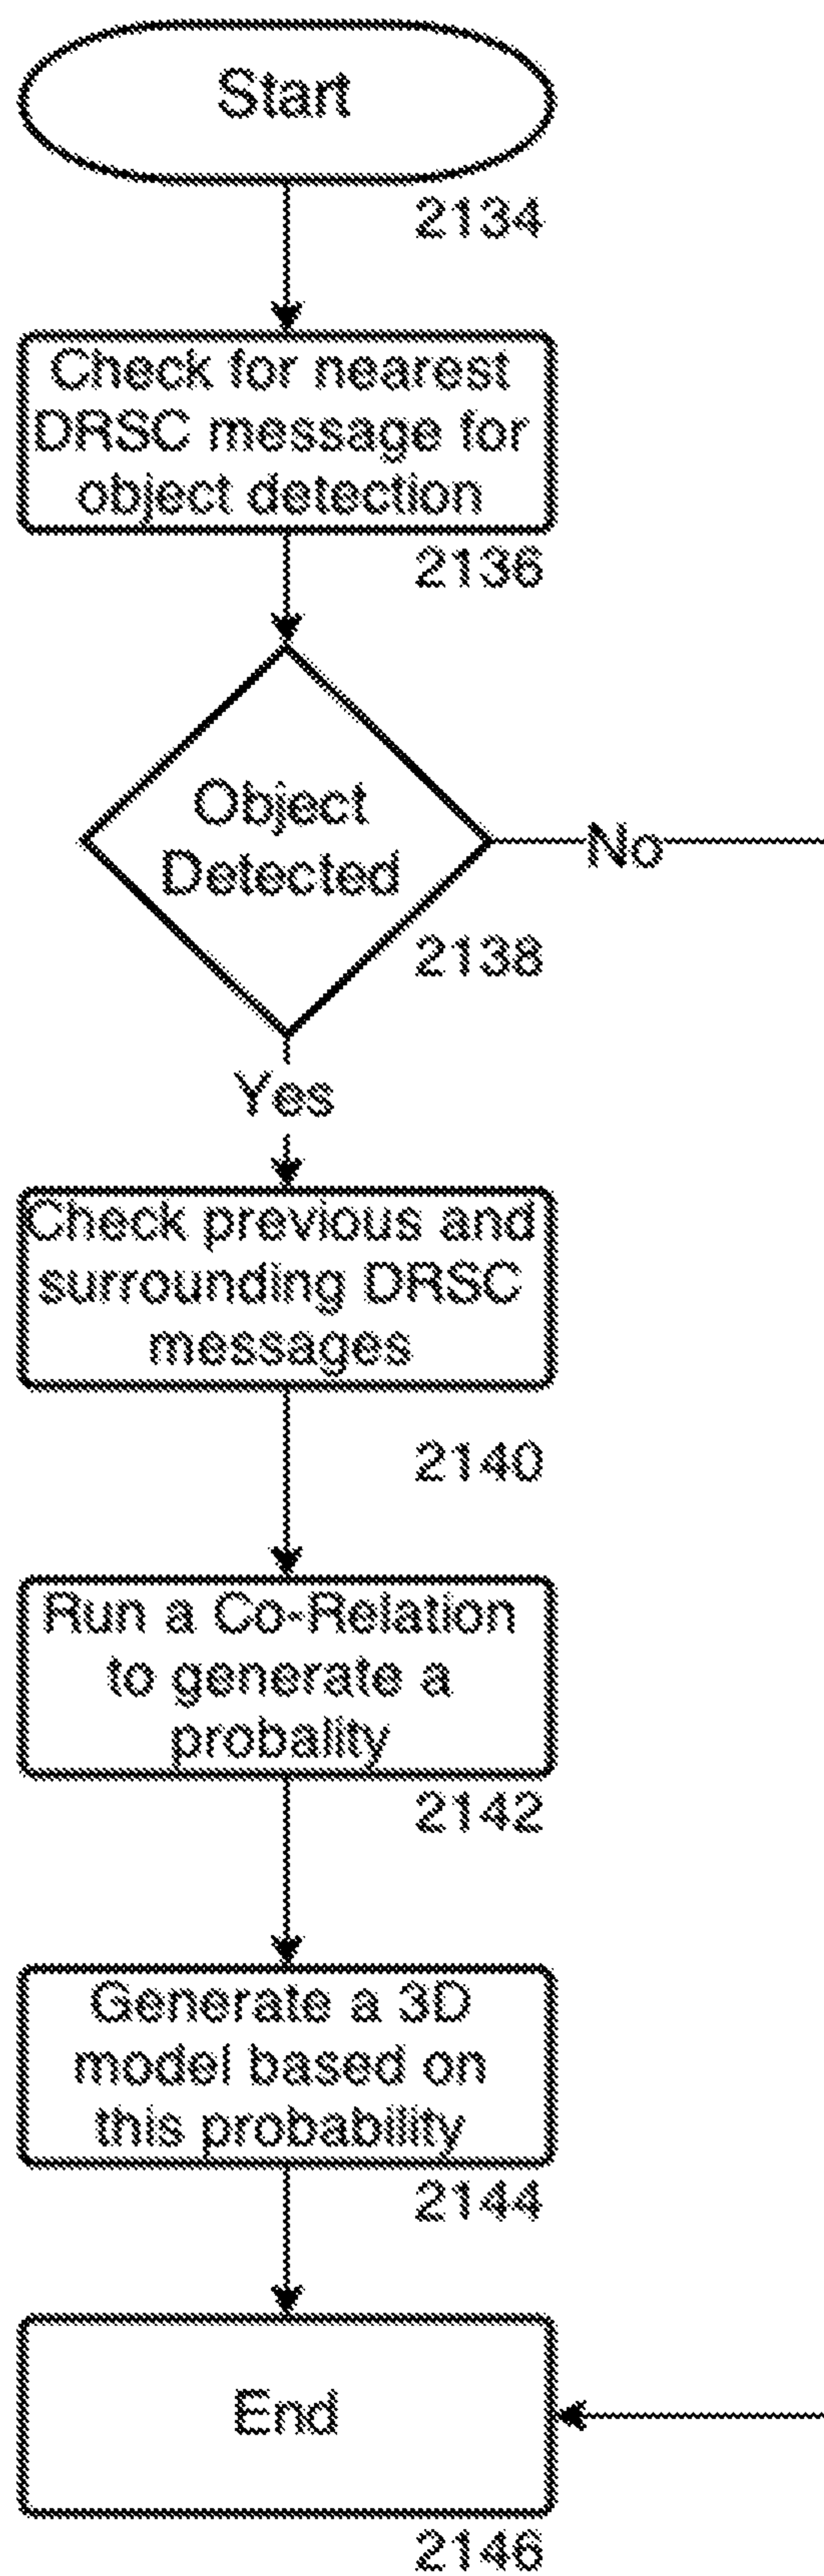 Start
2134
Check for nearest
DRSC message for
object detection
2136
Object
Detected
No
2138
Yes
Check previous and
surrounding DRSC
messages
2140
Run a Co-Relation
to generate a
probality
2142
Generate a 3D
model based on
this probability
2144
End
2146